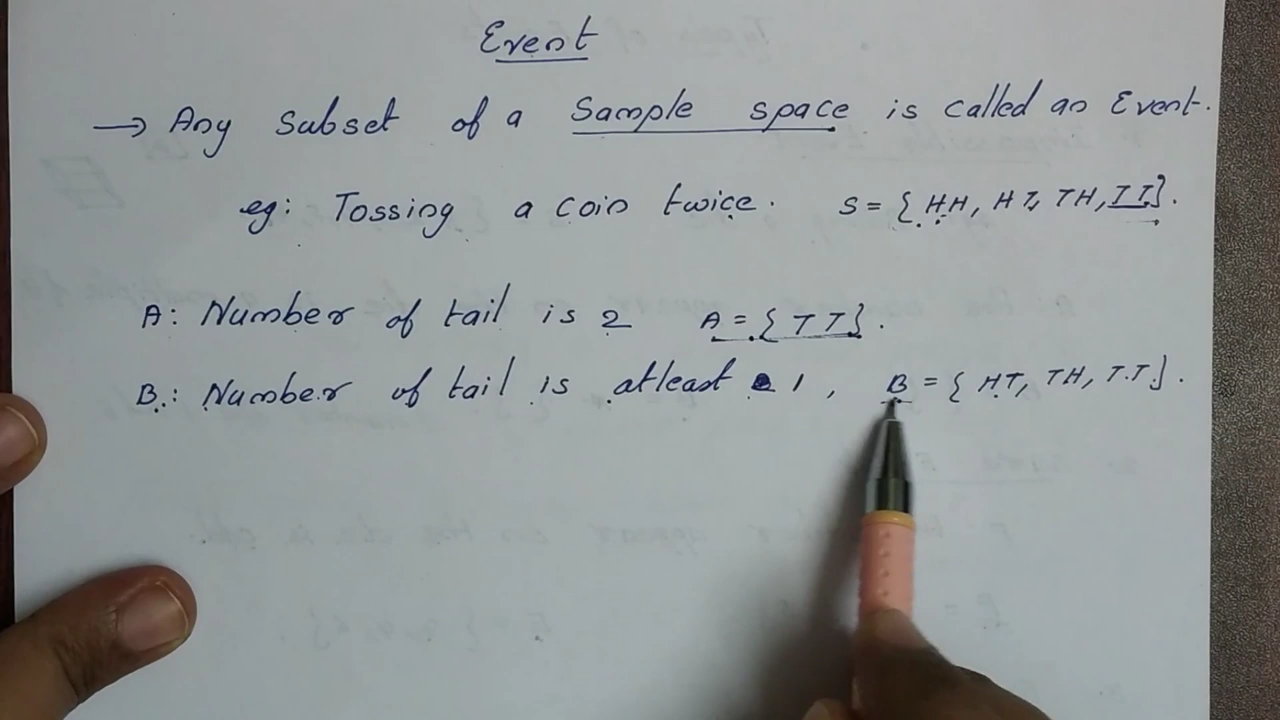 Event
→ Any subset of a Sample space is called an Event.
eg: Tossing a coin twice. S = { HH, HT, TH, TT}.
A: Number of tail is 2 A = { TT}.
B: Number of tail is atleast 1, B = { HT, TH, TT}.